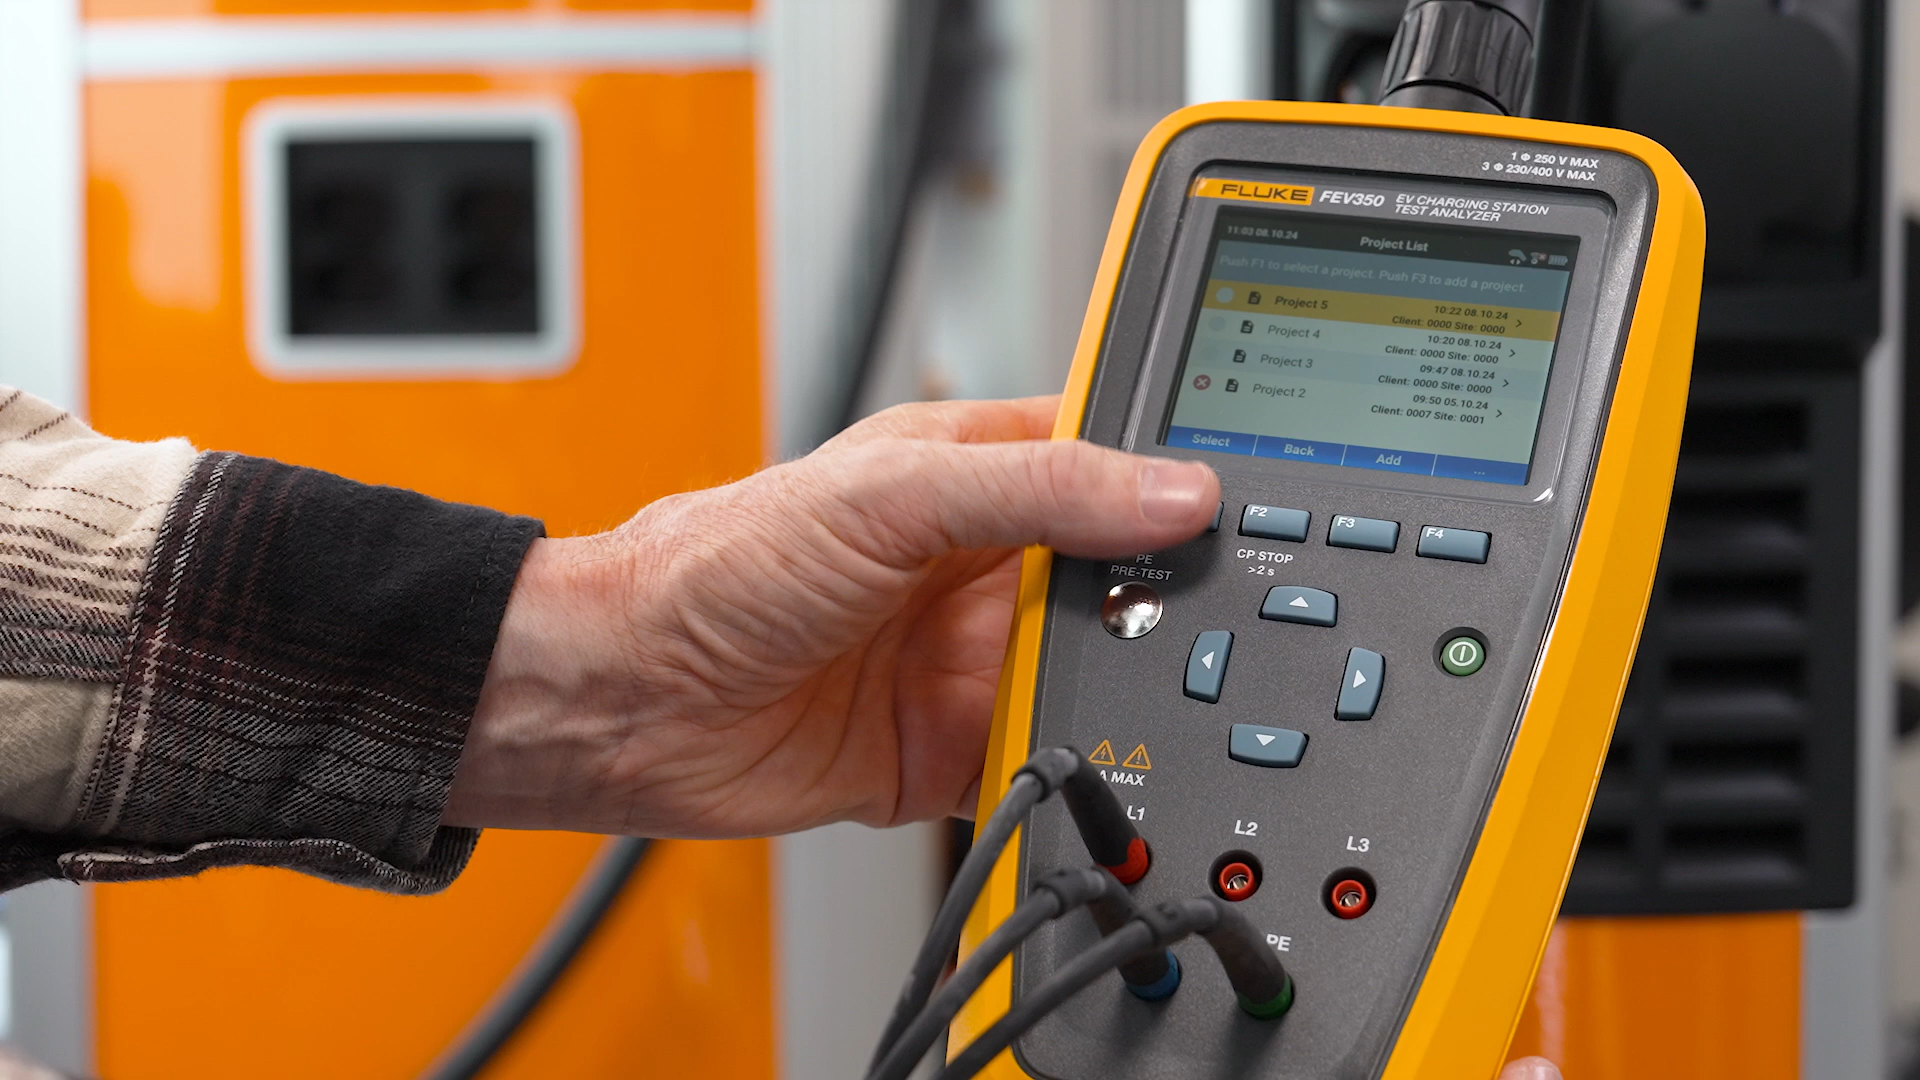 1 Φ 250 V MAX
3 Φ 230/400 V MAX
FLUKE FEV350 EV CHARGING STATION
TEST ANALYZER
11:03 08.10.24 Project List
Push F1 to select a project. Push F3 to add a project.
Project 5 10:22 08.10.24
Client: 0000 Site: 0000
Project 4 10:20 08.10.24
Client: 0000 Site: 0000
Project 3 09:47 08.10.24
Client: 0000 Site: 0000
Project 2 09:50 05.10.24
Client: 0007 Site: 0001
Select Back Add ...
F2 F3 F4
PE
PRE-TEST
CP STOP
>2 s
A MAX
L1 L2 L3
PE